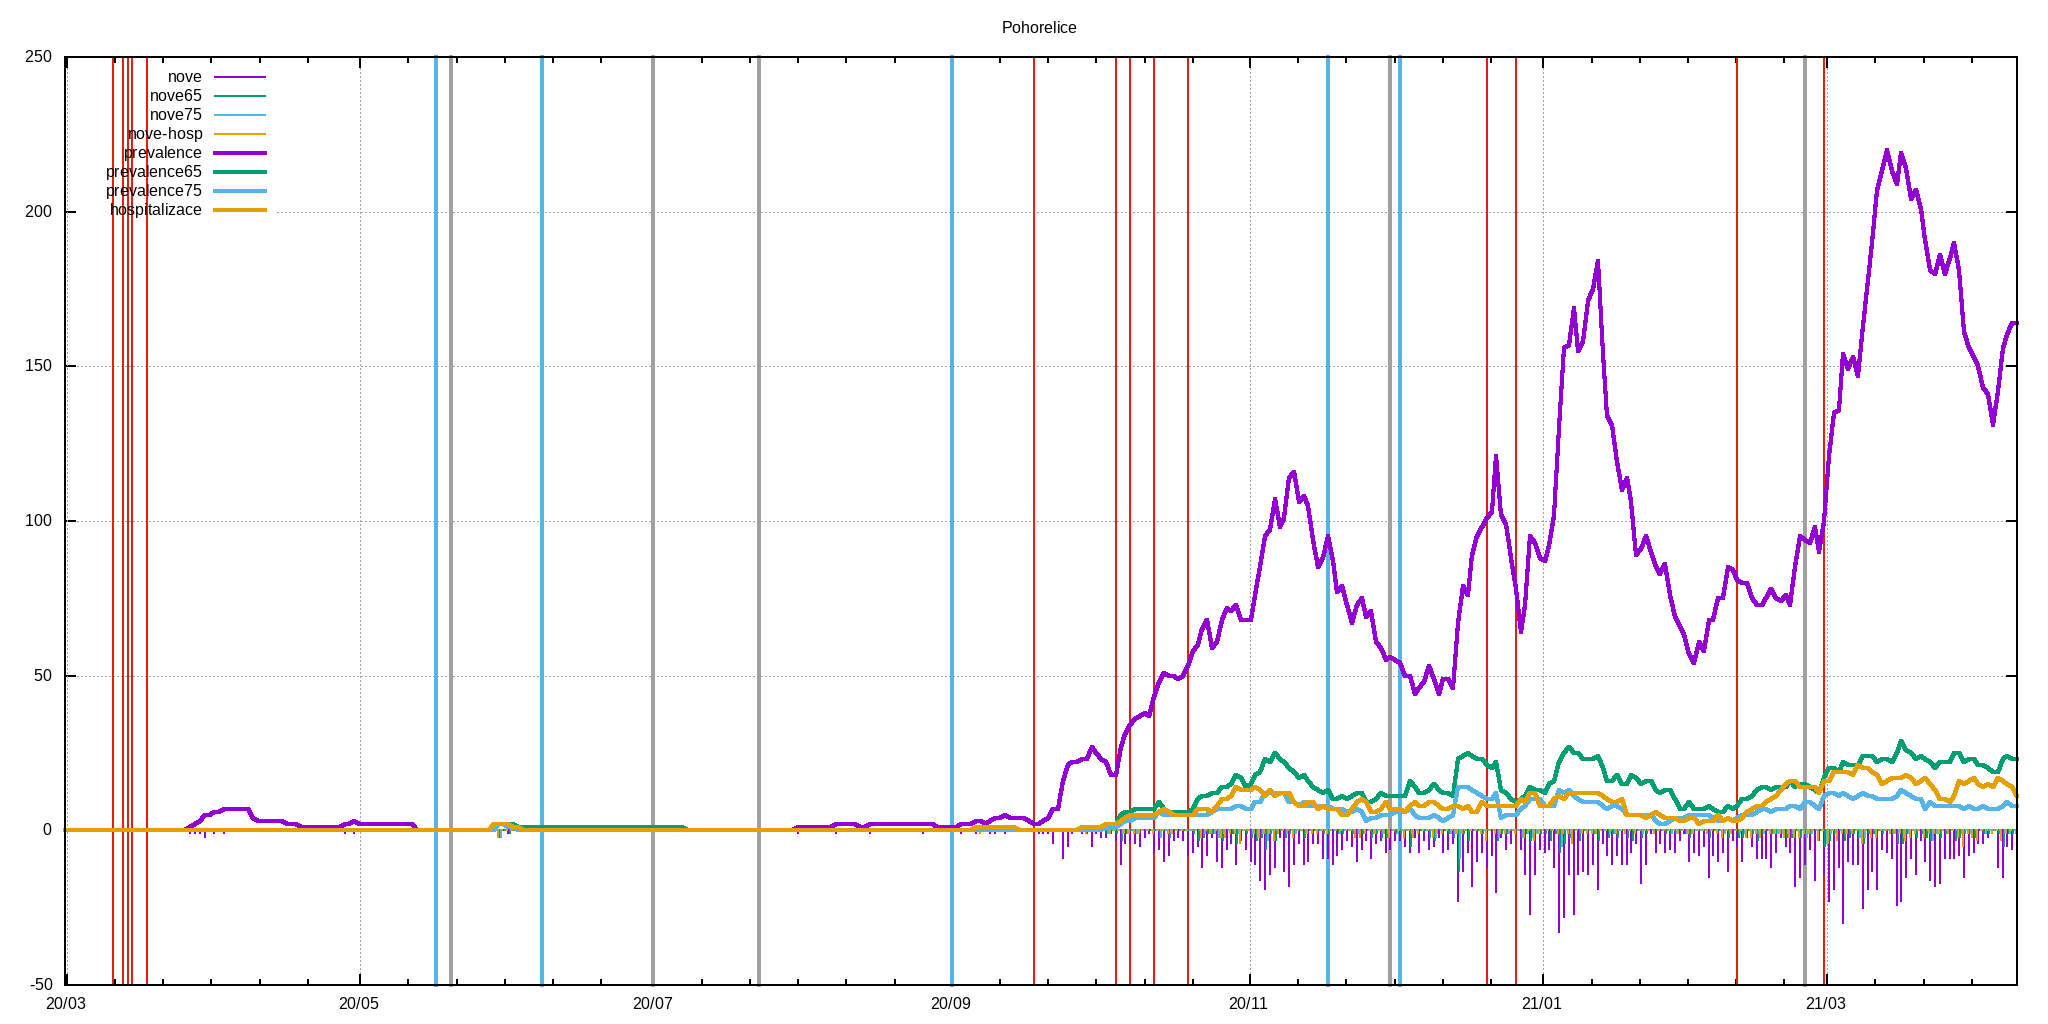 Pohorelice
250
200
150
100
50
0
-50
nove
nove65
nove75
nove-hosp
prevalence
prevalence65
prevalence75
hospitalizace
20/03 20/05 20/07 20/09 20/11 21/01 21/03